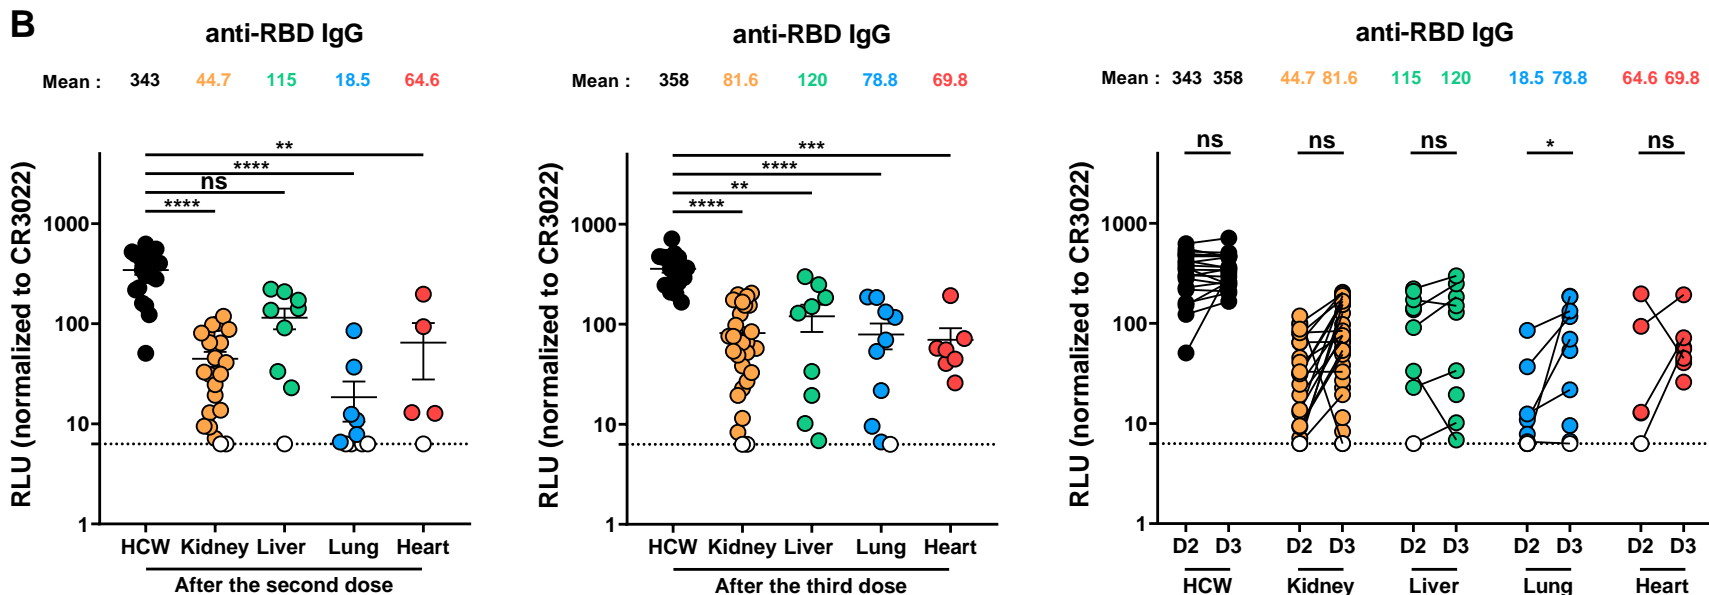 B
anti-RBD IgG
Mean : 343 44.7 115 18.5 64.6
**
****
ns
****
RLU (normalized to CR3022)
1000
100
10
1
HCW Kidney Liver Lung Heart
After the second dose
anti-RBD IgG
Mean : 358 81.6 120 78.8 69.8
***
****
**
****
RLU (normalized to CR3022)
1000
100
10
1
HCW Kidney Liver Lung Heart
After the third dose
anti-RBD IgG
Mean : 343 358 44.7 81.6 115 120 18.5 78.8 64.6 69.8
ns ns ns * ns
RLU (normalized to CR3022)
1000
100
10
1
D2 D3 D2 D3 D2 D3 D2 D3 D2 D3
HCW Kidney Liver Lung Heart